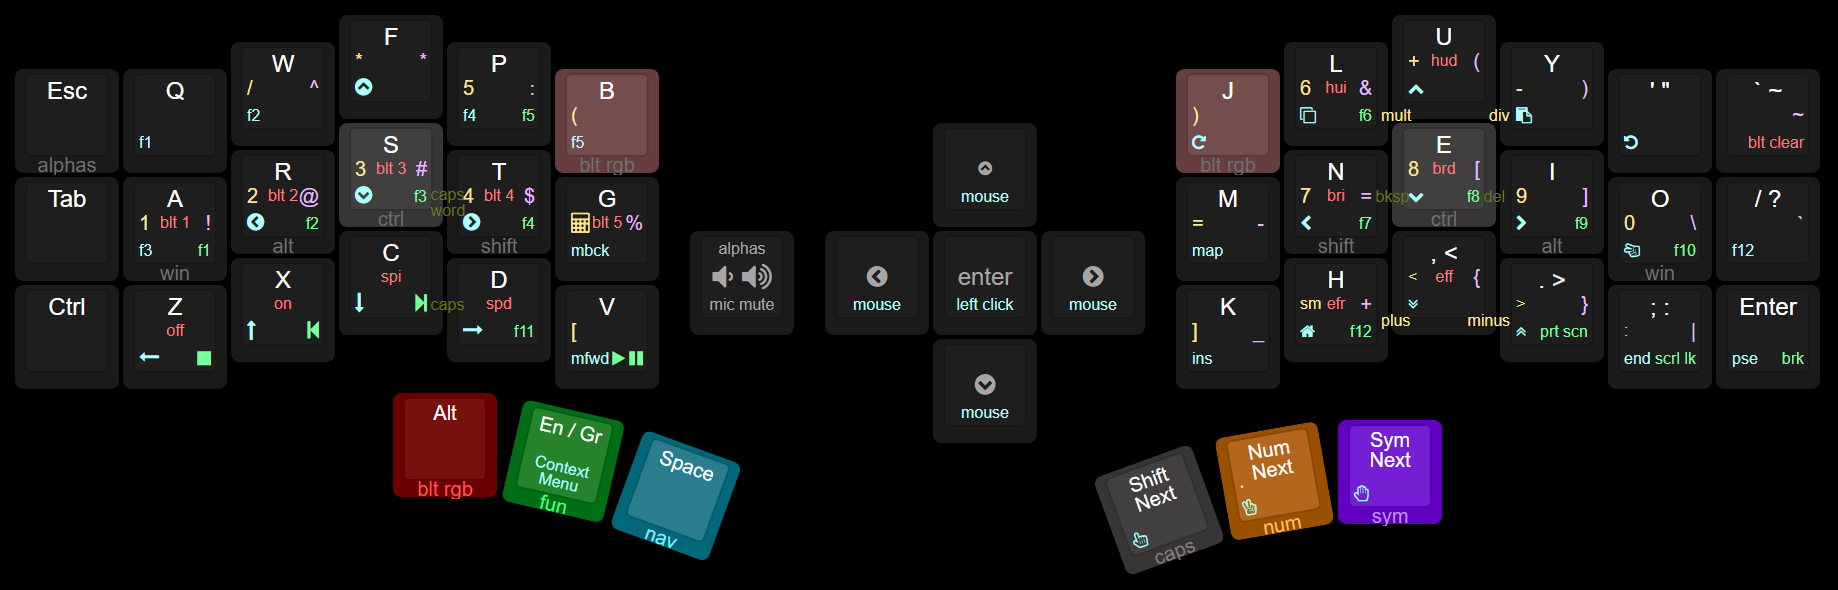 Esc
alphas
Q
f1
W
/ ^
f2
F
* *
P
5 :
f4 f5
B
(
f5
blt rgb
Tab
A
1 blt 1 !
f3 f1
win
R
2 blt 2 @
f2
alt
S
3 blt 3 #
f3
ctrl
caps
word
T
4 blt 4 $
f4
shift
G
blt 5 %
mbck
Ctrl
Z
off
X
on
C
spi
caps
D
spd
f11
V
[
mfwd
Alt
blt rgb
En / Gr
Context
Menu
fun
Space
nav
alphas
mic mute
mouse
mouse
enter
left click
mouse
mouse
J
)
blt rgb
L
6 hui &
f6
U
+ hud (
mult
div
Y
- )
' "
` ~
~
blt clear
M
= -
map
N
7 bri =
f7
shift
bksp
E
8 brd [
f8
ctrl
del
I
9 ]
f9
alt
O
0 \
f10
win
/ ?
`
f12
K
] _
ins
H
sm efr +
f12
, <
< eff {
plus
minus
. >
> }
prt scn
; :
: |
end scrl lk
Enter
pse brk
Shift
Next
caps
Num
Next
.
num
Sym
Next
sym